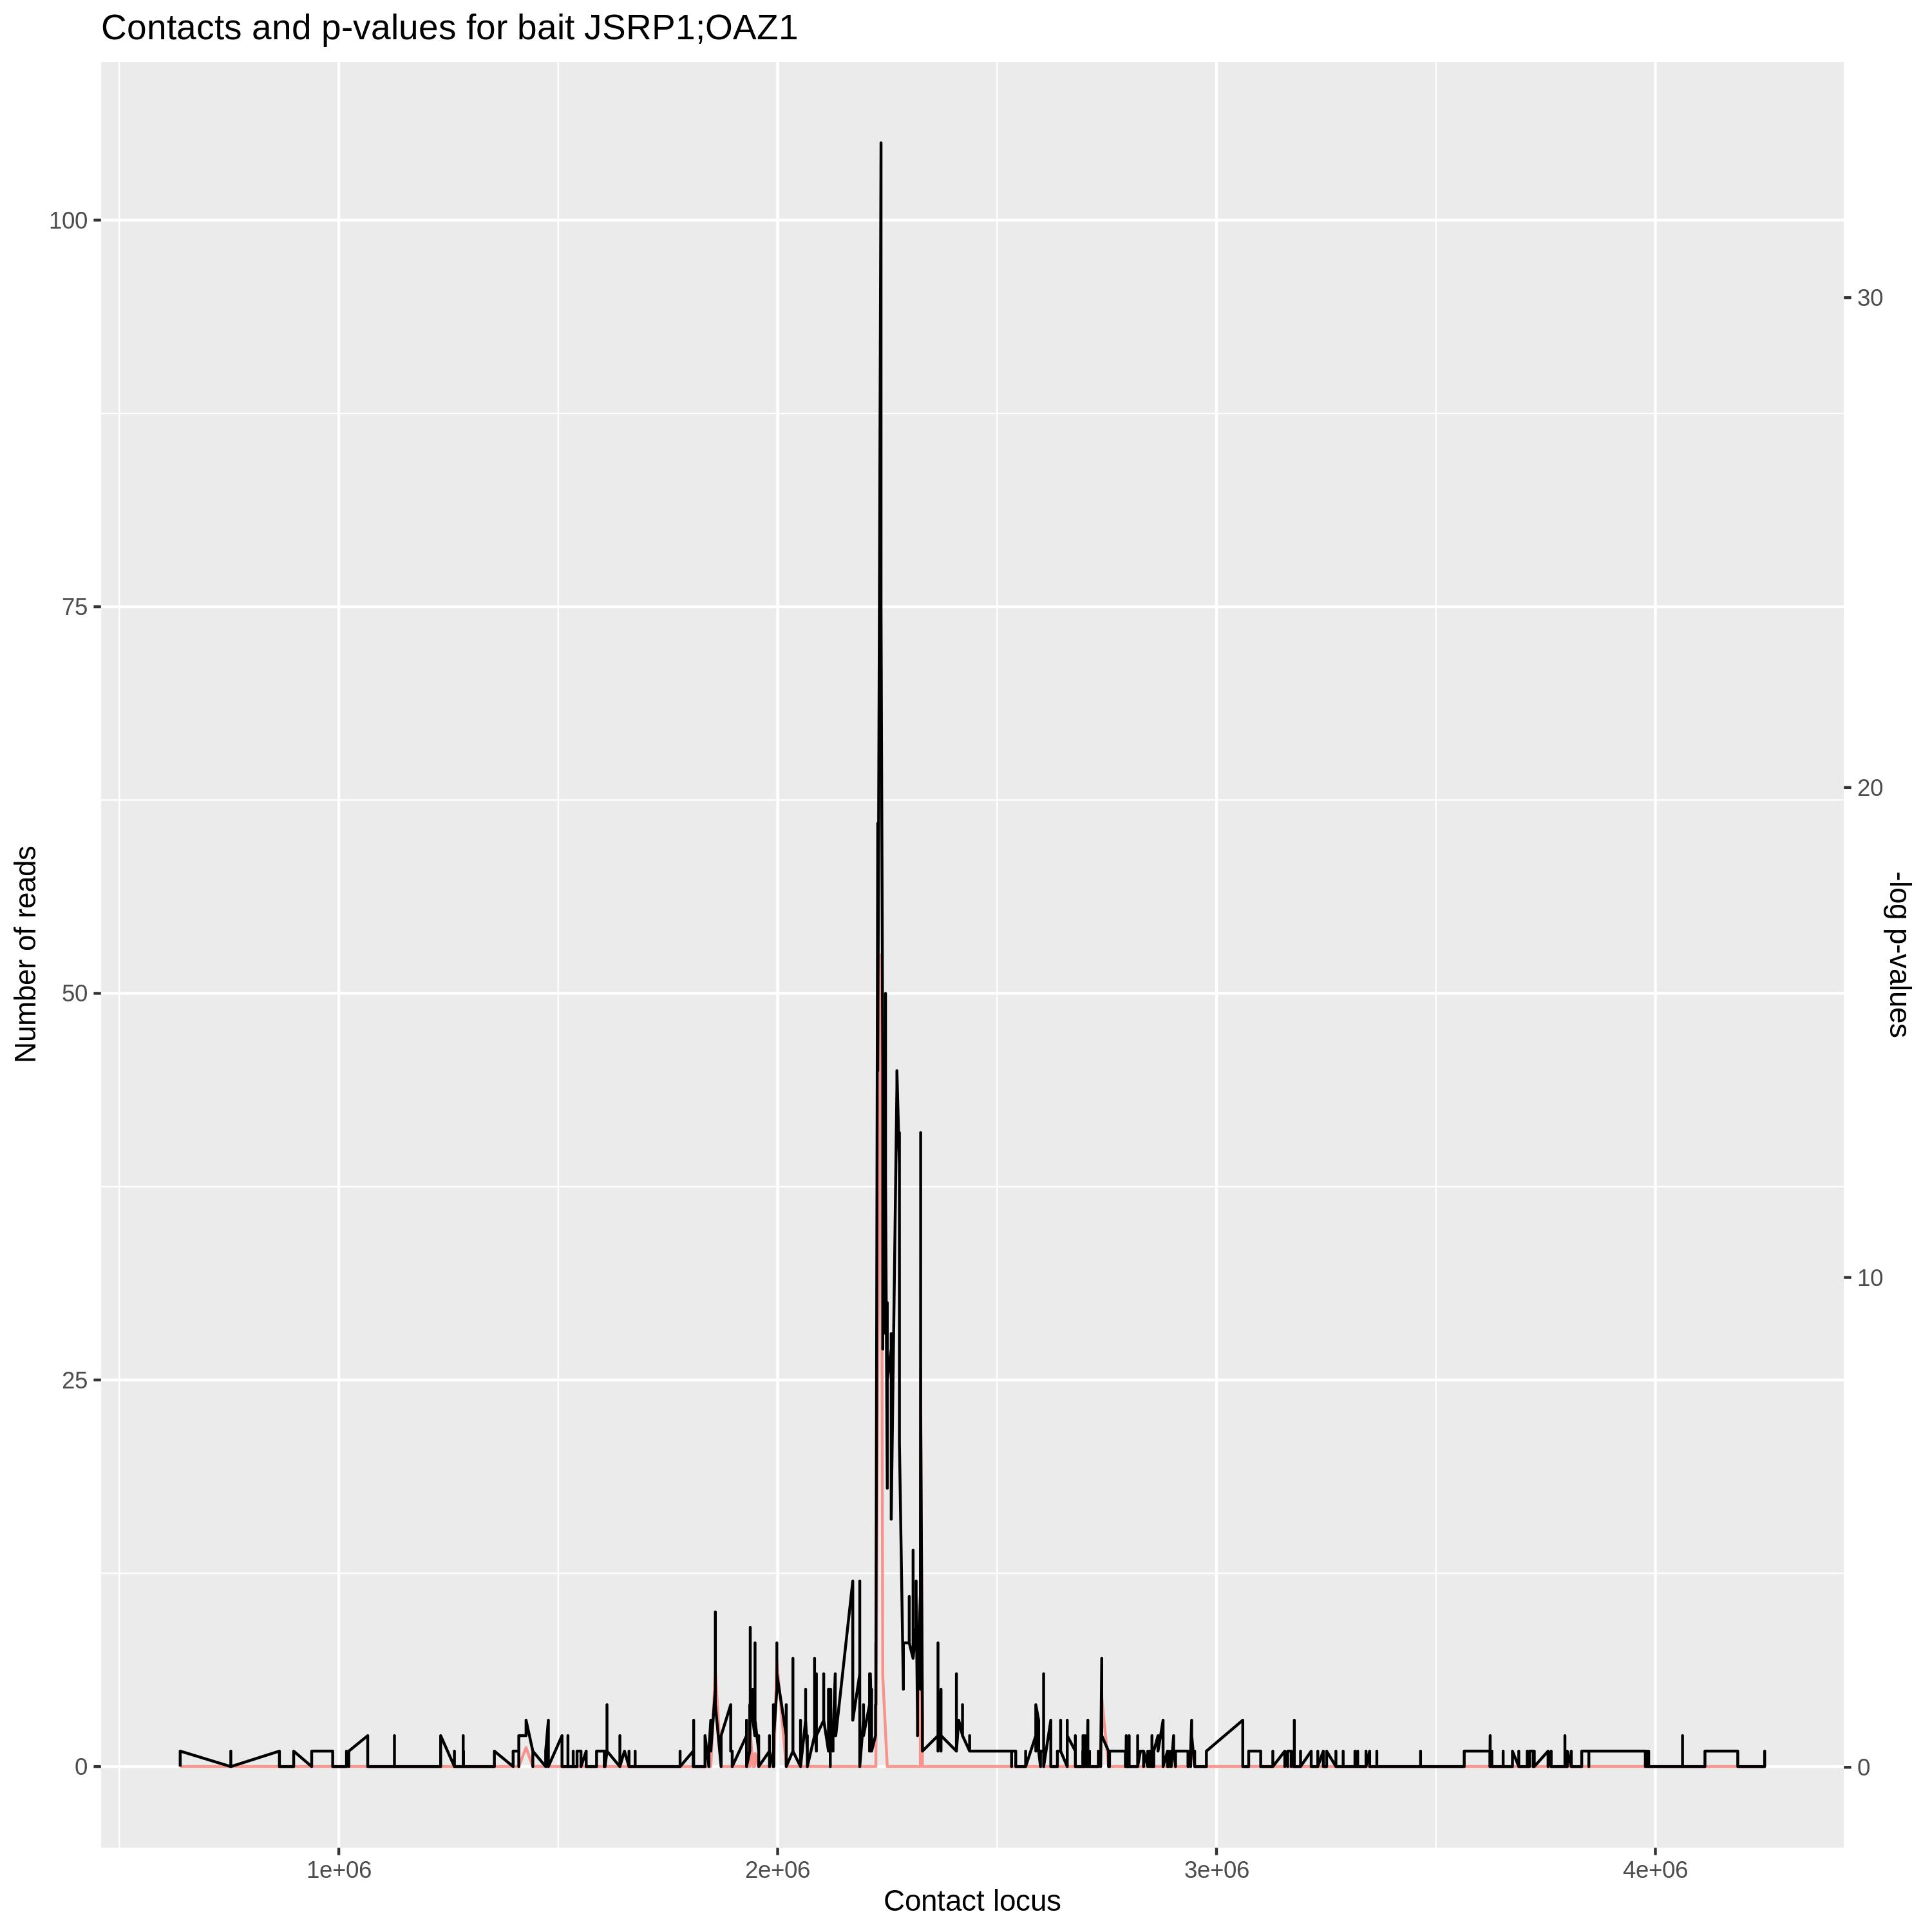 Contacts and p-values for bait JSRP1;OAZ1
100
75
50
25
0
Number of reads
30
20
10
0
-log p-values
1e+06
2e+06
3e+06
4e+06
Contact locus